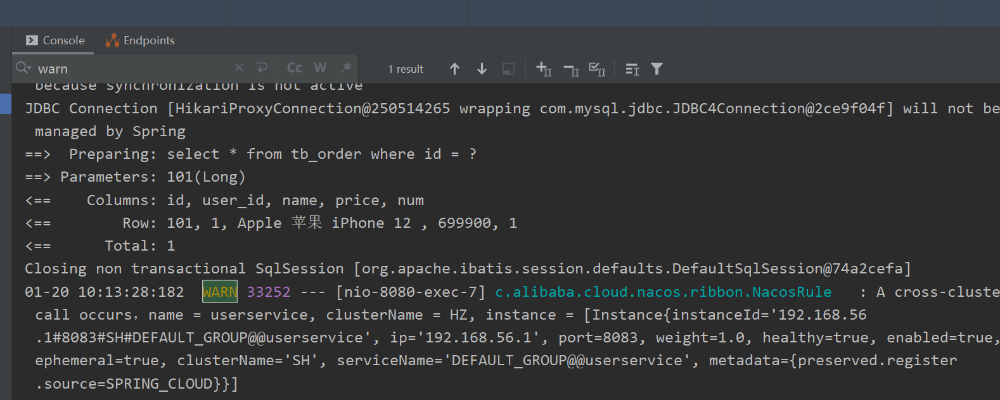 Console Endpoints
warn Cc W .* 1 result
because synchronization is not active
JDBC Connection [HikariProxyConnection@250514265 wrapping com.mysql.jdbc.JDBC4Connection@2ce9f04f] will not be
managed by Spring
==>  Preparing: select * from tb_order where id = ?
==> Parameters: 101(Long)
<==    Columns: id, user_id, name, price, num
<==        Row: 101, 1, Apple 苹果 iPhone 12 , 699900, 1
<==      Total: 1
Closing non transactional SqlSession [org.apache.ibatis.session.defaults.DefaultSqlSession@74a2cefa]
01-20 10:13:28:182  WARN 33252 --- [nio-8080-exec-7] c.alibaba.cloud.nacos.ribbon.NacosRule   : A cross-cluste
call occurs，name = userservice, clusterName = HZ, instance = [Instance{instanceId='192.168.56
.1#8083#SH#DEFAULT_GROUP@@userservice', ip='192.168.56.1', port=8083, weight=1.0, healthy=true, enabled=true,
ephemeral=true, clusterName='SH', serviceName='DEFAULT_GROUP@@userservice', metadata={preserved.register
.source=SPRING_CLOUD}}]